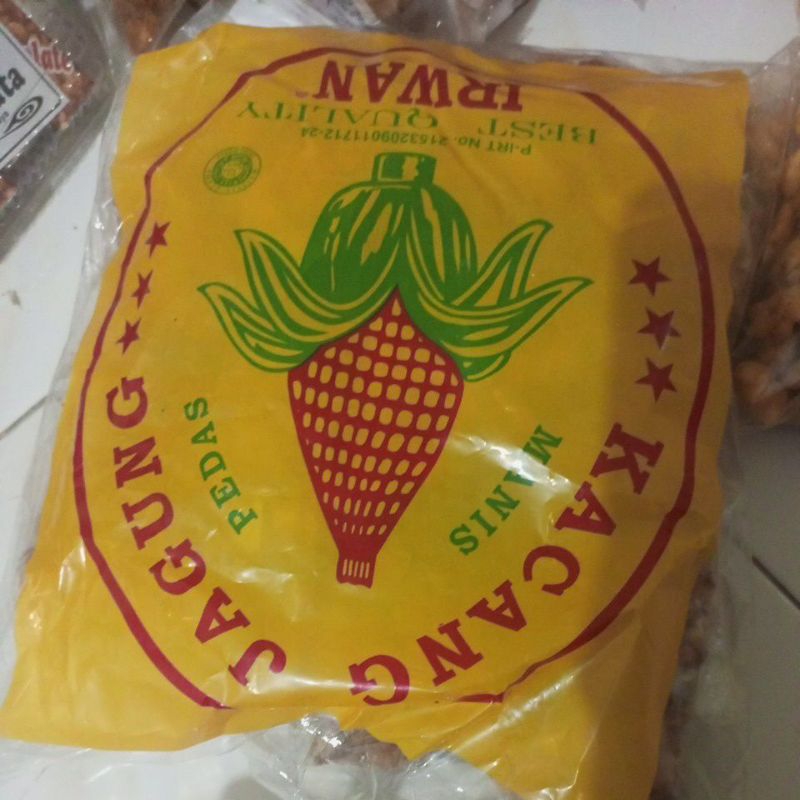 KACANG JAGUNG
MANIS PEDAS
P-IRT No. 2153209011712-24
BEST QUALITY
IRWAN